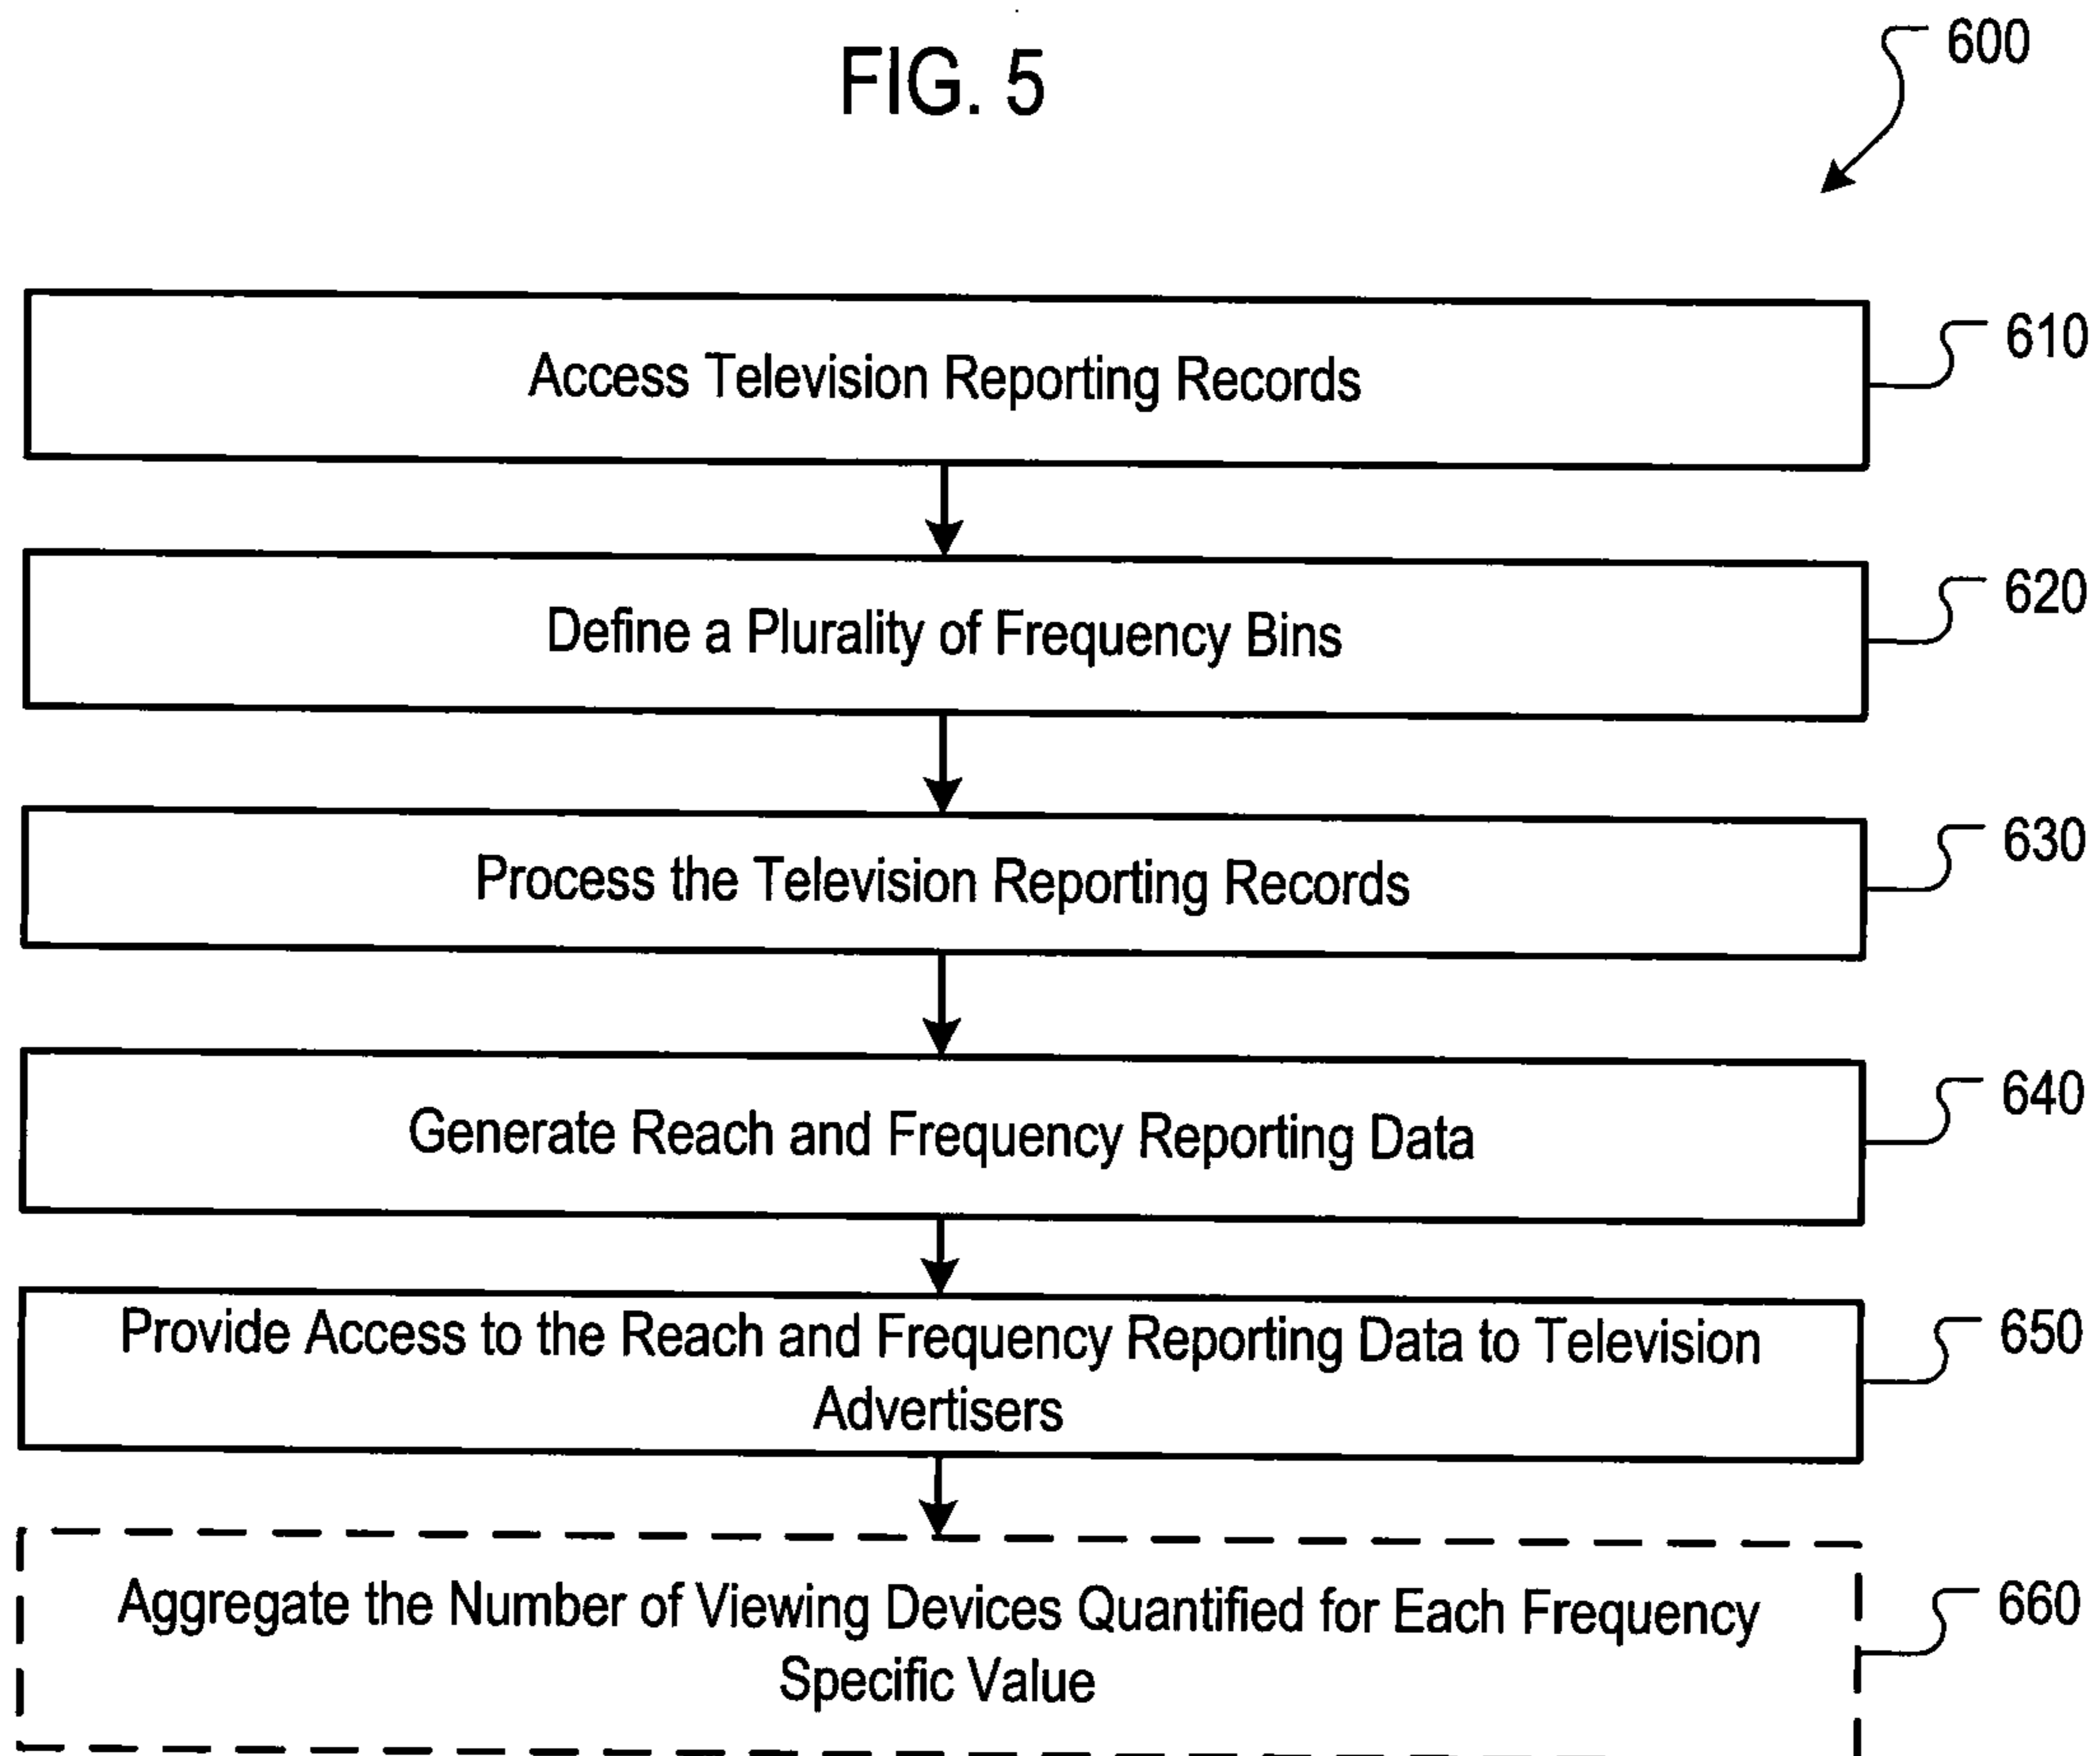 FIG. 5
600
Access Television Reporting Records
610
Define a Plurality of Frequency Bins
620
Process the Television Reporting Records
630
Generate Reach and Frequency Reporting Data
640
Provide Access to the Reach and Frequency Reporting Data to Television
Advertisers
650
Aggregate the Number of Viewing Devices Quantified for Each Frequency
Specific Value
660